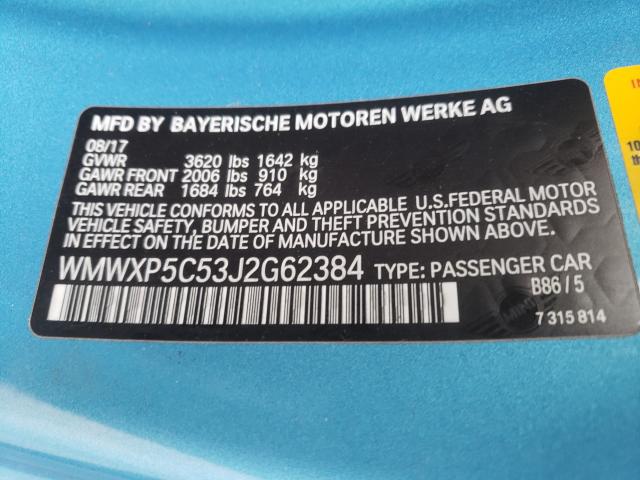 MFD BY BAYERISCHE MOTOREN WERKE AG
08/17
GVWR 3620 lbs 1642 kg
GAWR FRONT 2006 lbs 910 kg
GAWR REAR 1684 lbs 764 kg
THIS VEHICLE CONFORMS TO ALL APPLICABLE U.S.FEDERAL MOTOR
VEHICLE SAFETY, BUMPER AND THEFT PREVENTION STANDARDS
IN EFFECT ON THE DATE OF MANUFACTURE SHOWN ABOVE.
WMWXP5C53J2G62384 TYPE: PASSENGER CAR
B86/5
7 315 814
MINI
10